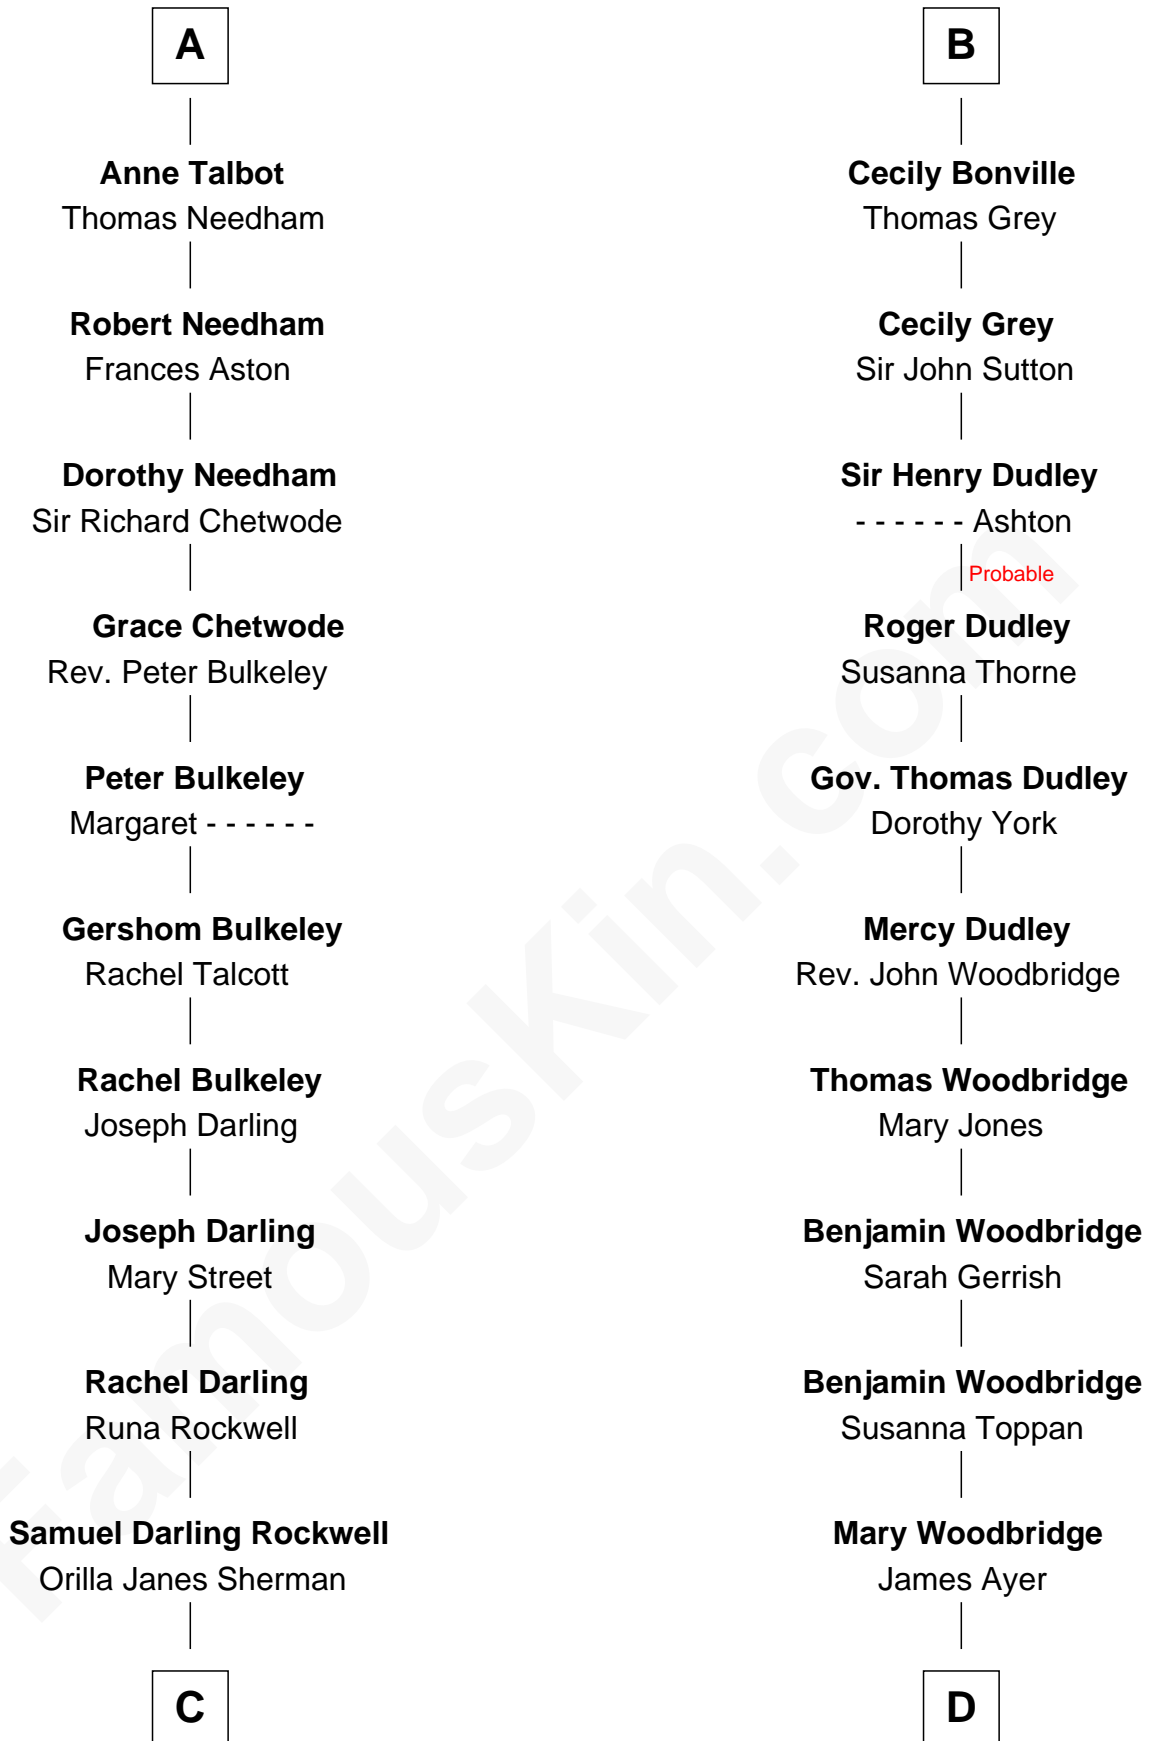 A
Anne Talbot
Thomas Needham
Robert Needham
Frances Aston
Dorothy Needham
Sir Richard Chetwode
Grace Chetwode
Rev. Peter Bulkeley
Peter Bulkeley
Margaret - - - - - -
Gershom Bulkeley
Rachel Talcott
Rachel Bulkeley
Joseph Darling
Joseph Darling
Mary Street
Rachel Darling
Runa Rockwell
Samuel Darling Rockwell
Orilla Janes Sherman
C
B
Cecily Bonville
Thomas Grey
Cecily Grey
Sir John Sutton
Sir Henry Dudley
- - - - - - Ashton
Probable
Roger Dudley
Susanna Thorne
Gov. Thomas Dudley
Dorothy York
Mercy Dudley
Rev. John Woodbridge
Thomas Woodbridge
Mary Jones
Benjamin Woodbridge
Sarah Gerrish
Benjamin Woodbridge
Susanna Toppan
Mary Woodbridge
James Ayer
D
FamousKin.com